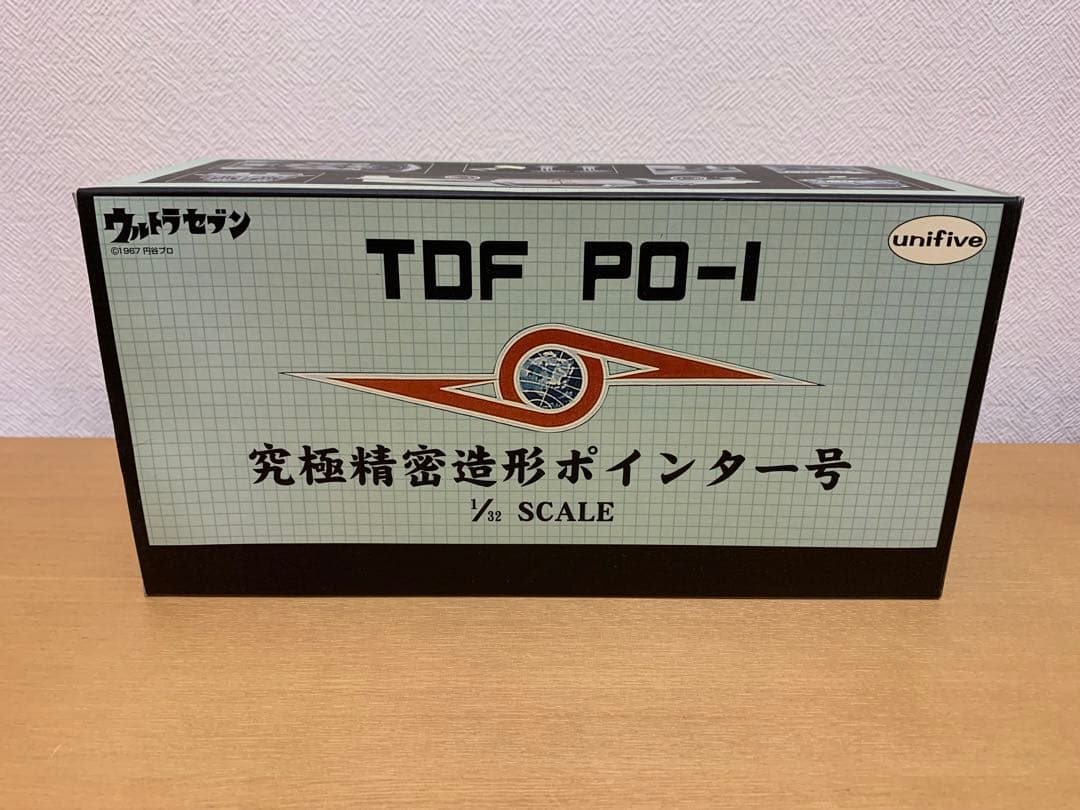 ウルトラセブン
©1967 円谷プロ
unifive
TDF PO-1
究極精密造形ポインター号
1/32 SCALE